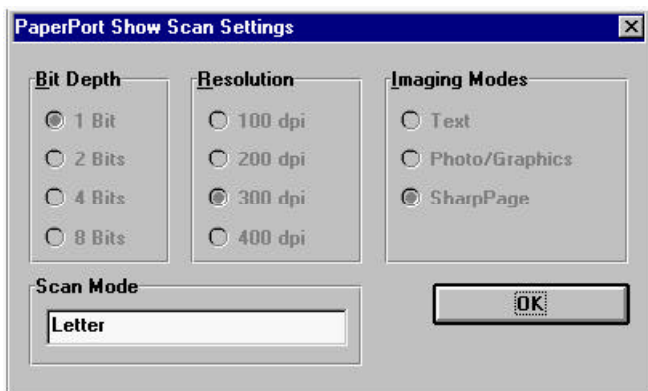 PaperPort Show Scan Settings
Bit Depth
1 Bit
2 Bits
4 Bits
8 Bits
Resolution
100 dpi
200 dpi
300 dpi
400 dpi
Imaging Modes
Text
Photo/Graphics
SharpPage
Scan Mode
Letter
OK